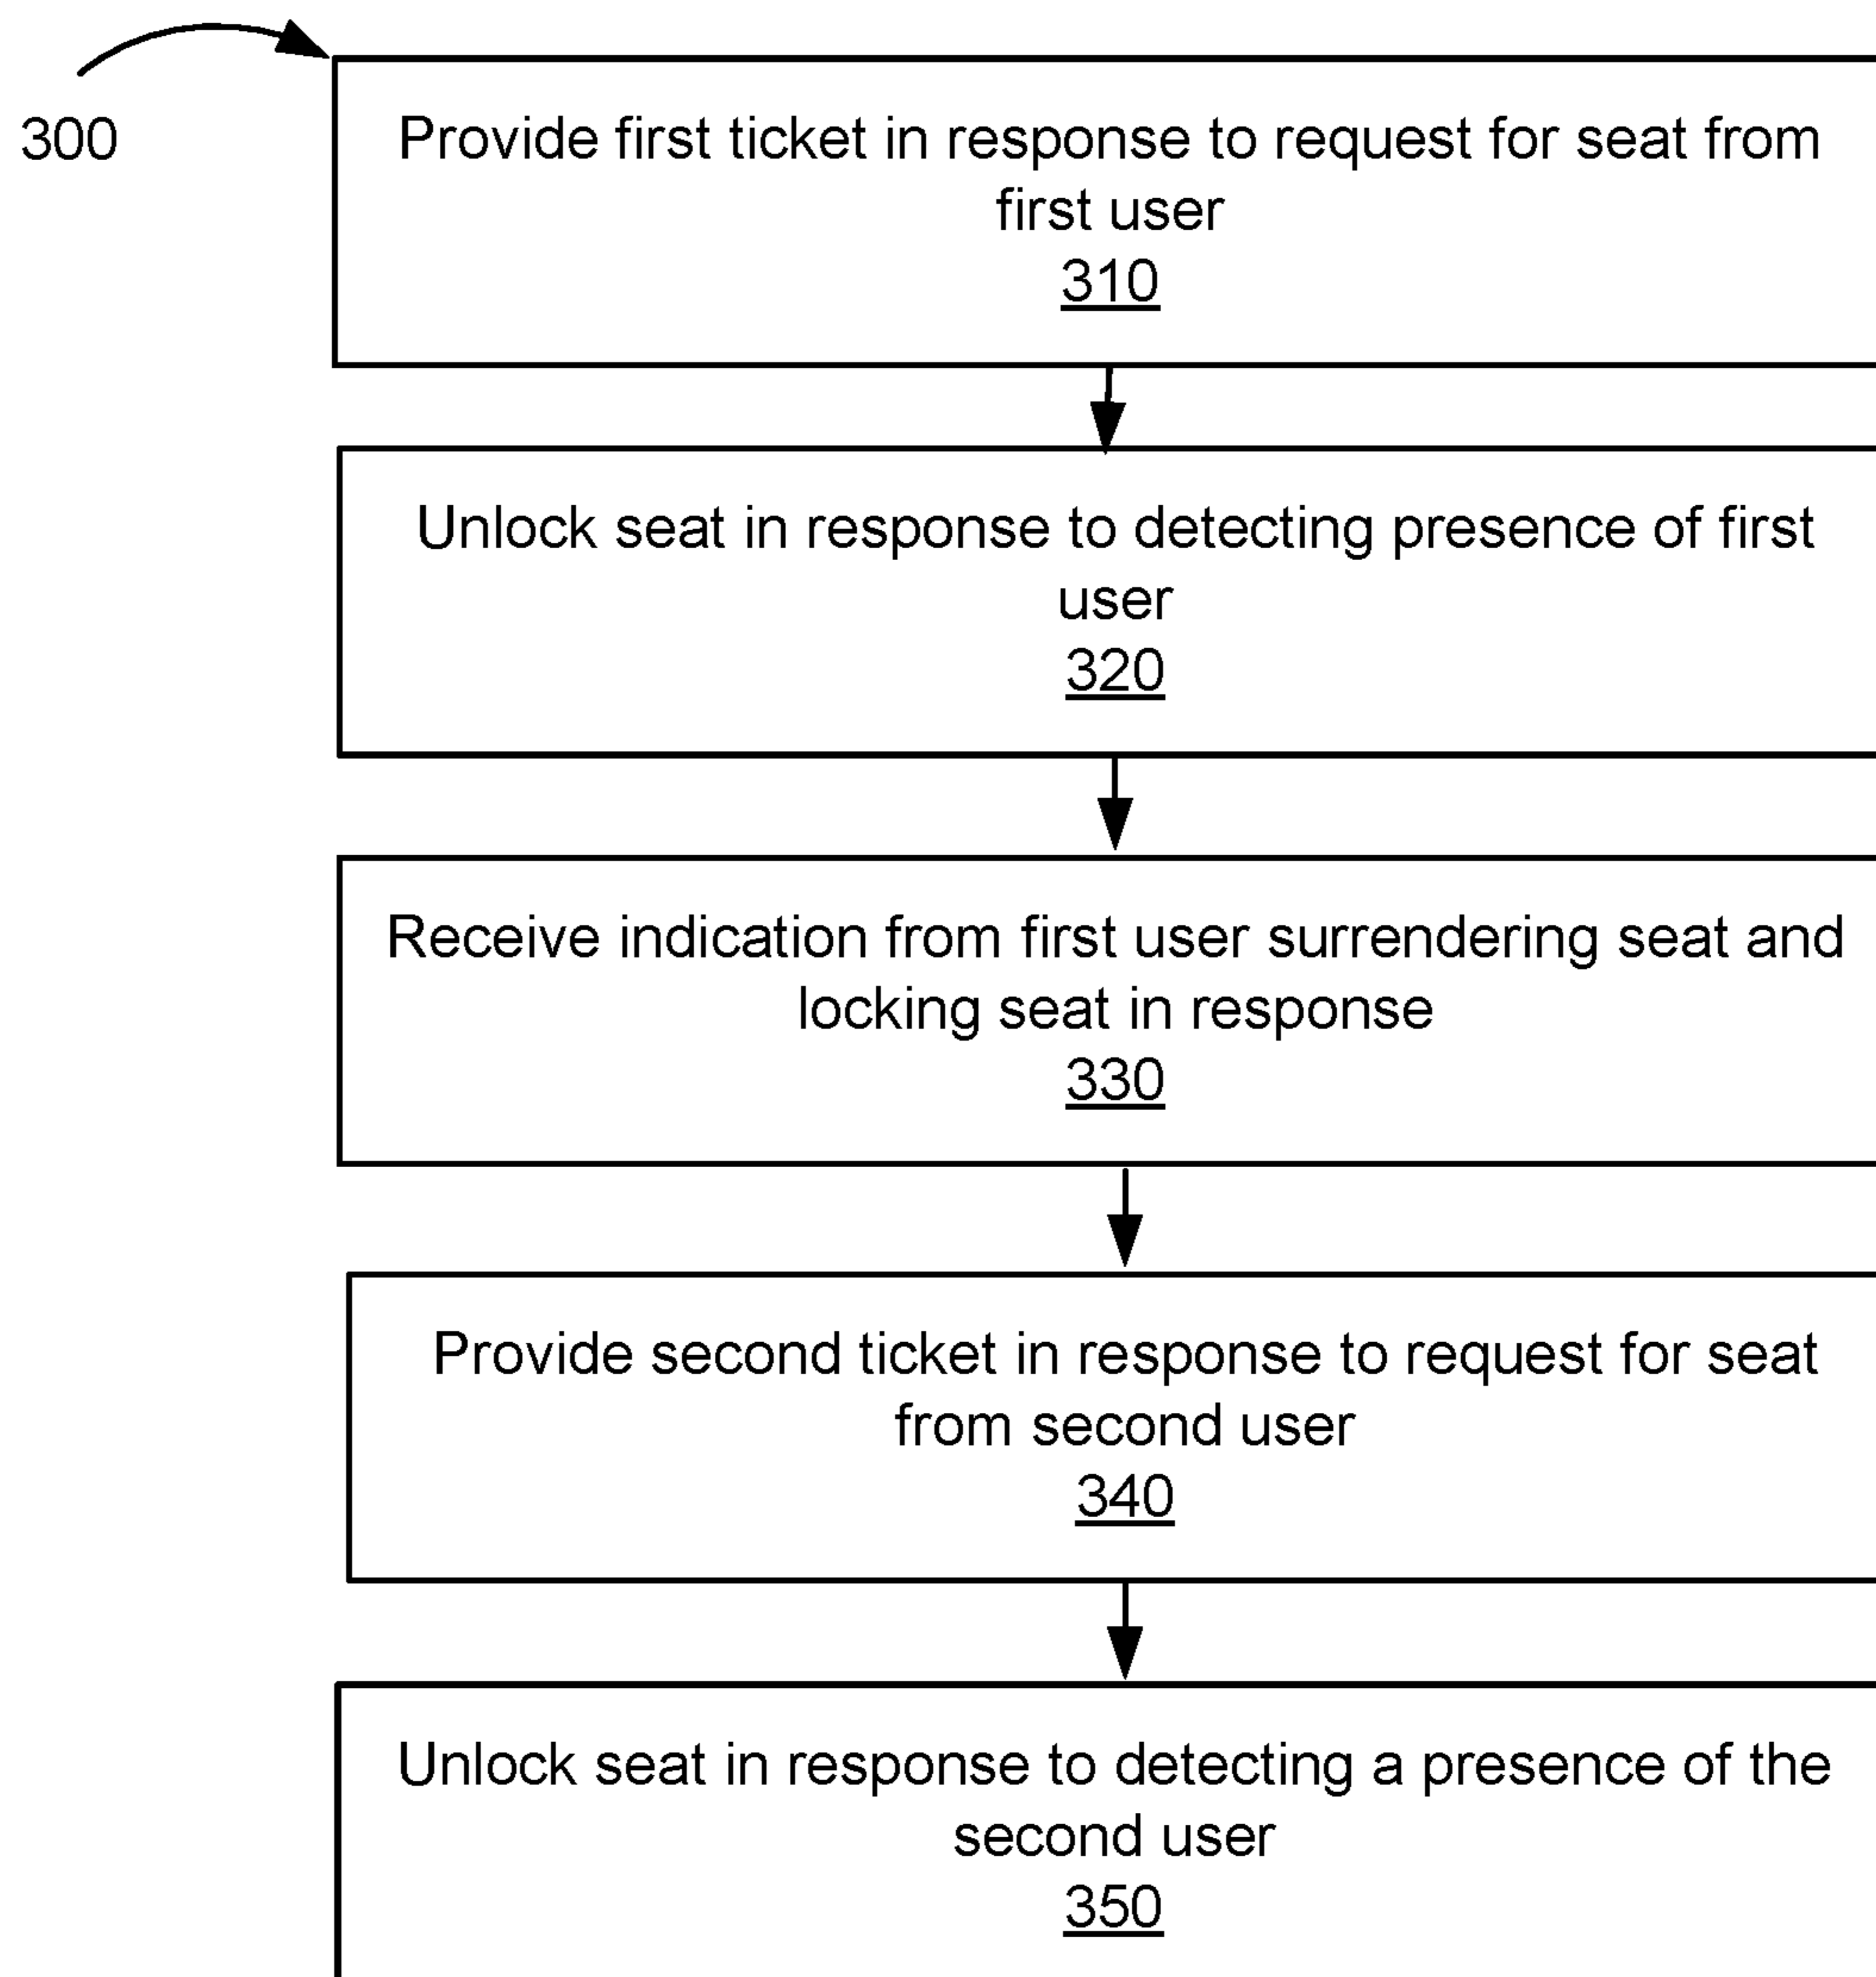 300
Provide first ticket in response to request for seat from
first user
310
Unlock seat in response to detecting presence of first
user
320
Receive indication from first user surrendering seat and
locking seat in response
330
Provide second ticket in response to request for seat
from second user
340
Unlock seat in response to detecting a presence of the
second user
350